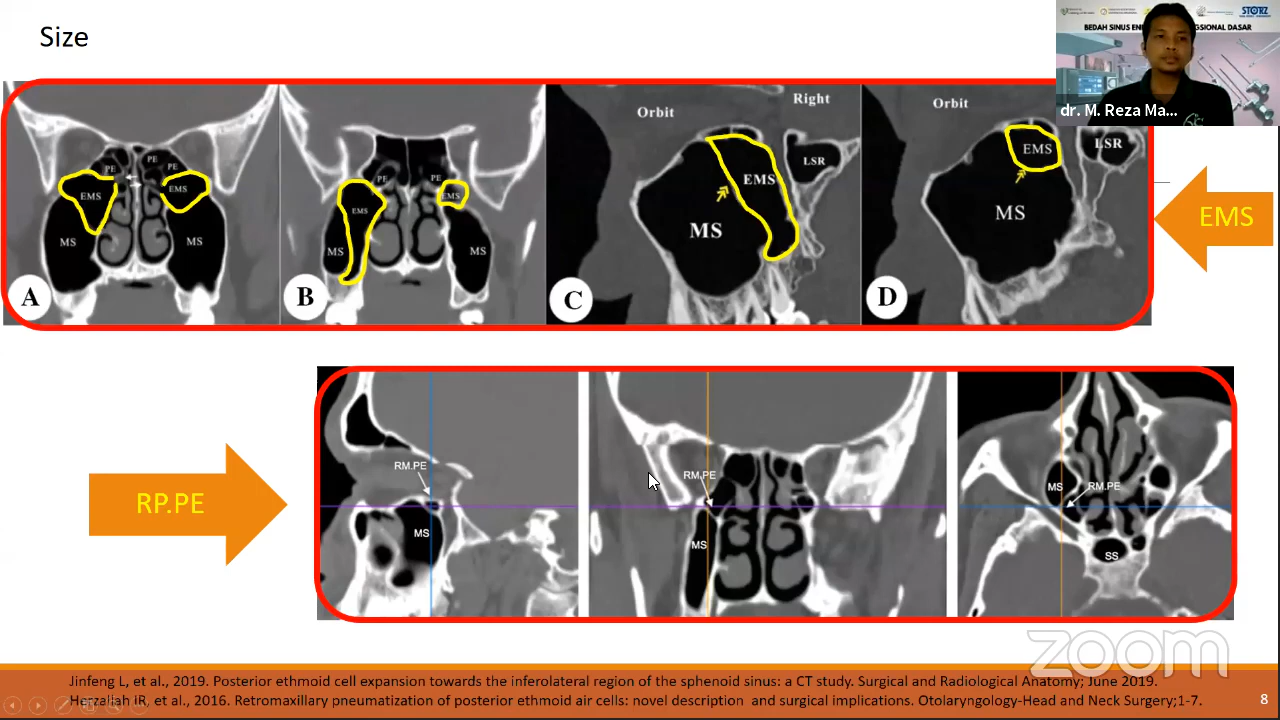 Size
STORZ
BEDAH SINUS EN
GSIONAL DASAR
dr. M. Reza Ma...
Orbit
Right
Orbit
PE
PE
PE
PE
PE
EMS
EMS
EMS
EMS
EMS
EMS
LSR
LSR
MS
MS
MS
MS
MS
MS
A
B
C
D
EMS
RP.PE
RM.PE
MS
RM,PE
MS
MS
RM.PE
SS
zoom
Jinfeng L, et al., 2019. Posterior ethmoid cell expansion towards the inferolateral region of the sphenoid sinus: a CT study. Surgical and Radiological Anatomy; June 2019.
Herzallah IR, et al., 2016. Retromaxillary pneumatization of posterior ethmoid air cells: novel description and surgical implications. Otolaryngology-Head and Neck Surgery;1-7.
8